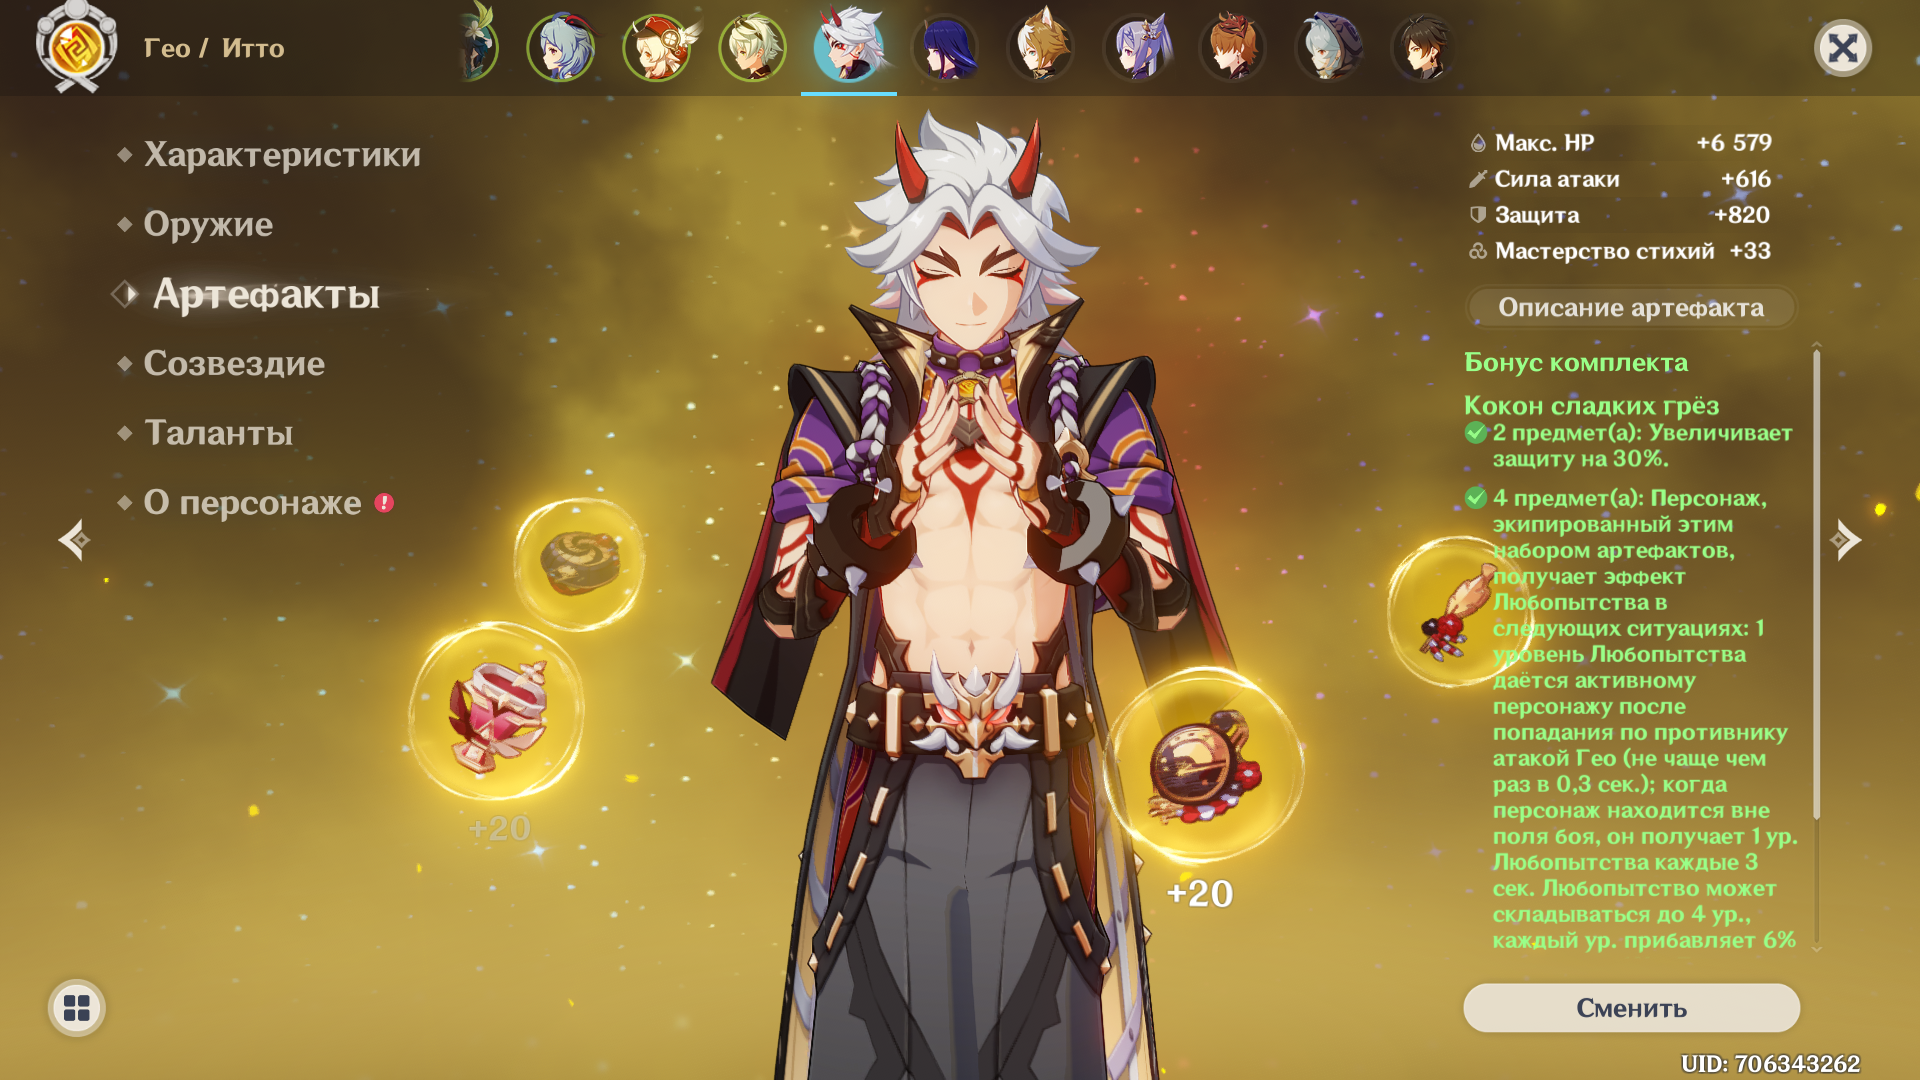 Гео / Итто
Характеристики
Оружие
Артефакты
Созвездие
Таланты
О персонаже
Макс. HP +6 579
Сила атаки +616
Защита +820
Мастерство стихий +33
Описание артефакта
Бонус комплекта
Кокон сладких грёз
2 предмет(а): Увеличивает
защиту на 30%.
4 предмет(а): Персонаж,
экипированный этим
набором артефактов,
получает эффект
Любопытства в
следующих ситуациях: 1
уровень Любопытства
даётся активному
персонажу после
попадания по противнику
атакой Гео (не чаще чем
раз в 0,3 сек.); когда
персонаж находится вне
поля боя, он получает 1 ур.
Любопытства каждые 3
сек. Любопытство может
складываться до 4 ур.,
каждый ур. прибавляет 6%
+20
+20
Сменить
UID: 706343262